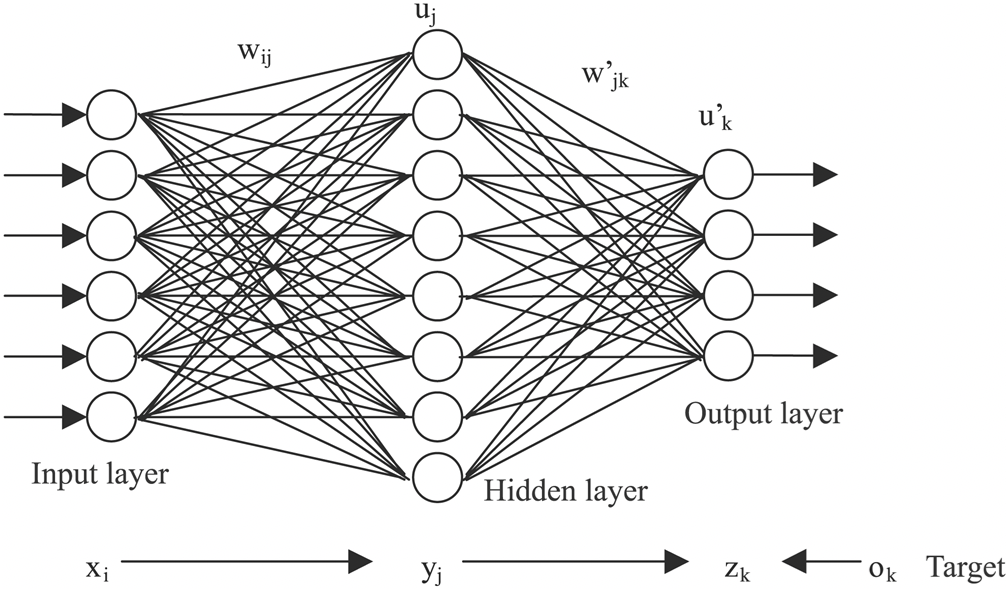 uj
wij
w’jk
u’k
Output layer
Input layer
Hidden layer
xi yj zk ok Target